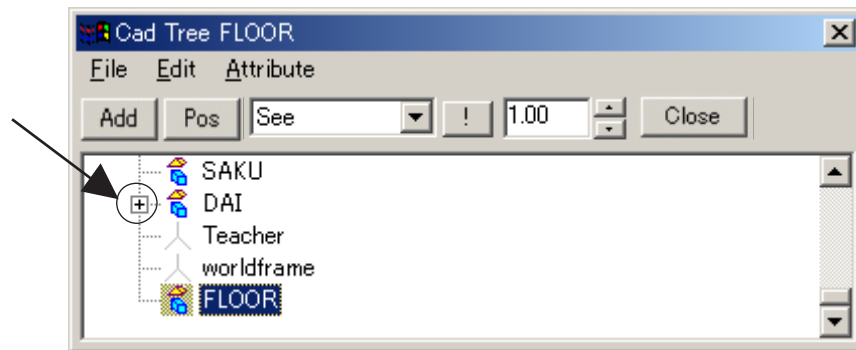 Cad Tree FLOOR
File Edit Attribute
Add Pos See ! 1.00 Close
SAKU
DAI
Teacher
worldframe
FLOOR